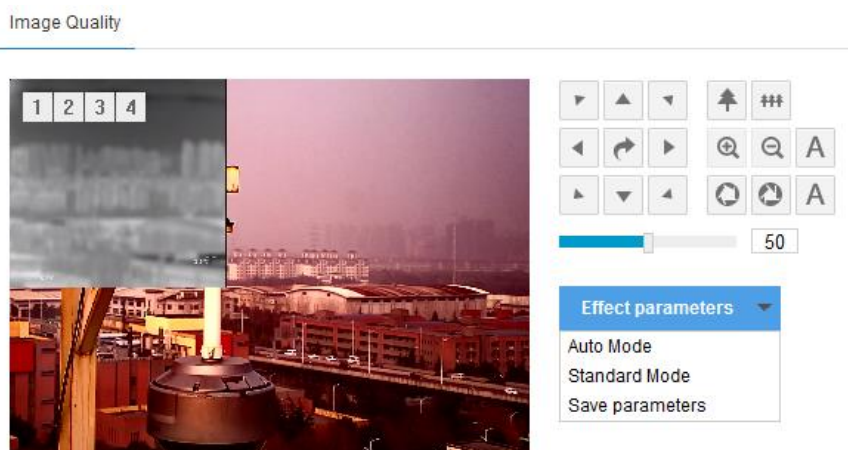 Image Quality
1 2 3 4
A
A
50
Effect parameters
Auto Mode
Standard Mode
Save parameters